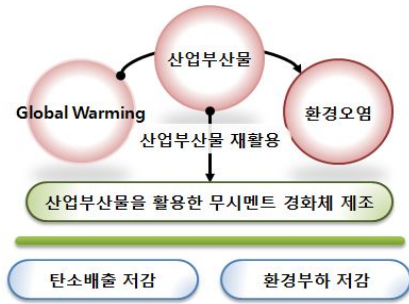 산업부산물
Global Warming
환경오염
산업부산물 재활용
산업부산물을 활용한 무시멘트 경화체 제조
탄소배출 저감
환경부하 저감